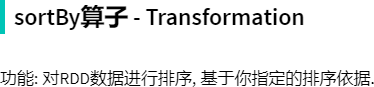 sortBy算子 - Transformation
功能: 对RDD数据进行排序, 基于你指定的排序依据.